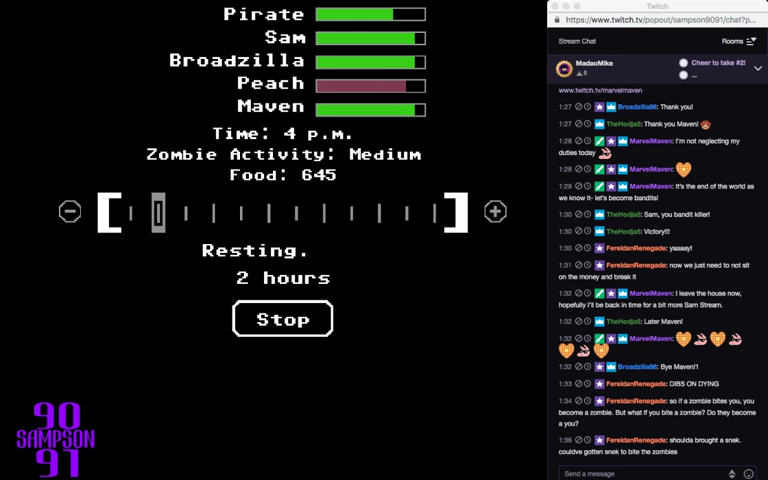 Pirate
Sam
Broadzilla
Peach
Maven
Time: 4 p.m.
Zombie Activity: Medium
Food: 645
Resting.
2 hours
Stop
90
SAMPSON
91
Twitch
https://www.twitch.tv/popout/sampson9091/chat?p...
Stream Chat
Rooms
MadaoMike
6
Cheer to take #2!
...
www.twitch.tv/marvelmaven
1:27 Broadzilla86: Thank you!
1:27 TheHodja5: Thank you Maven!
1:28 MarvelMaven: I'm not neglecting my
duties today
1:28 MarvelMaven:
1:29 MarvelMaven: It's the end of the world as
we know it- let's become bandits!
1:30 TheHodja5: Sam, you bandit killer!
1:30 TheHodja5: Victory!!!
1:30 FereldanRenegade: yaaaay!
1:31 FereldanRenegade: now we just need to not sit
on the money and break it
1:32 MarvelMaven: I leave the house now,
hopefully I'll be back in time for a bit more Sam Stream.
1:32 TheHodja5: Later Maven!
1:32 MarvelMaven:
1:32 Broadzilla86: Bye Maven!1
1:33 FereldanRenegade: DIBS ON DYING
1:34 FereldanRenegade: so if a zombie bites you, you
become a zombie. But what if you bite a zombie? Do they become
a you?
1:36 FereldanRenegade: shoulda brought a snek.
couldve gotten snek to bite the zombies
Send a message